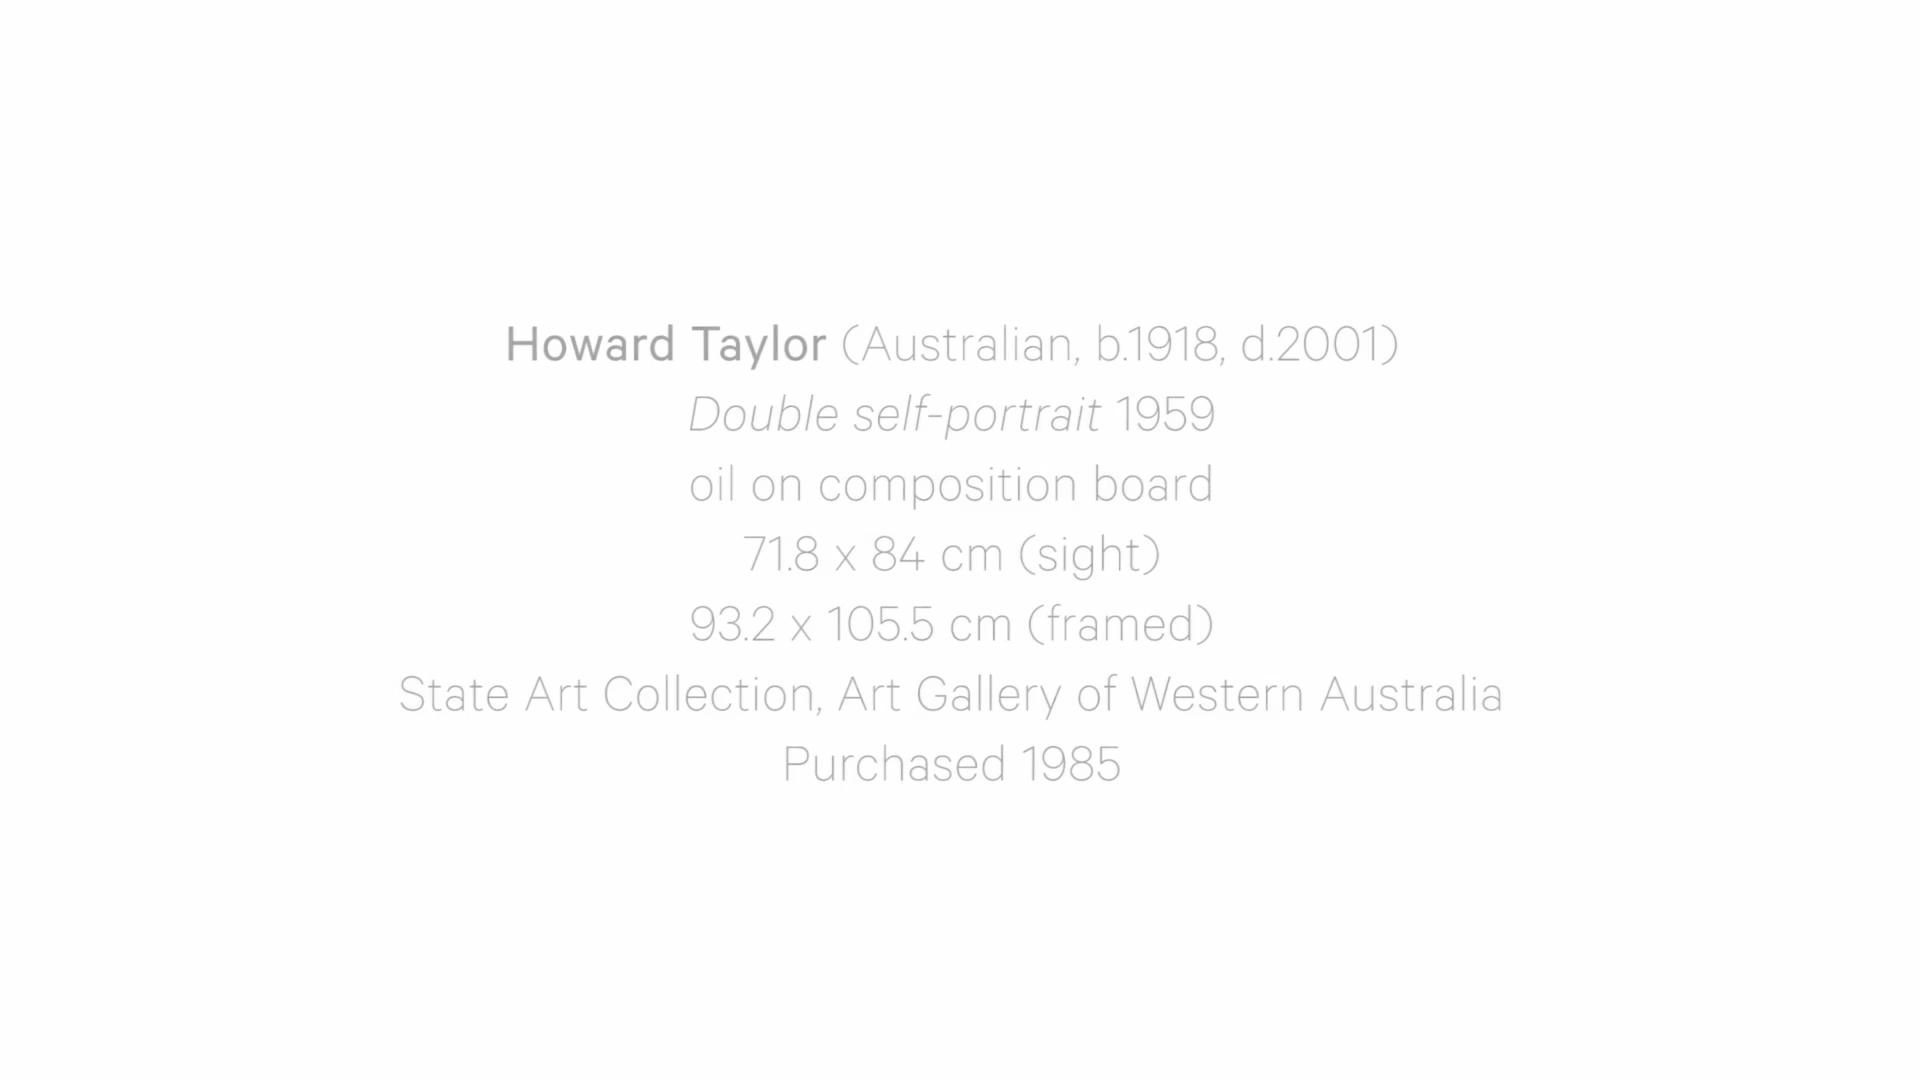 Howard Taylor (Australian, b.1918, d.2001)
Double self-portrait 1959
oil on composition board
71.8 x 84 cm (sight)
93.2 x 105.5 cm (framed)
State Art Collection, Art Gallery of Western Australia
Purchased 1985